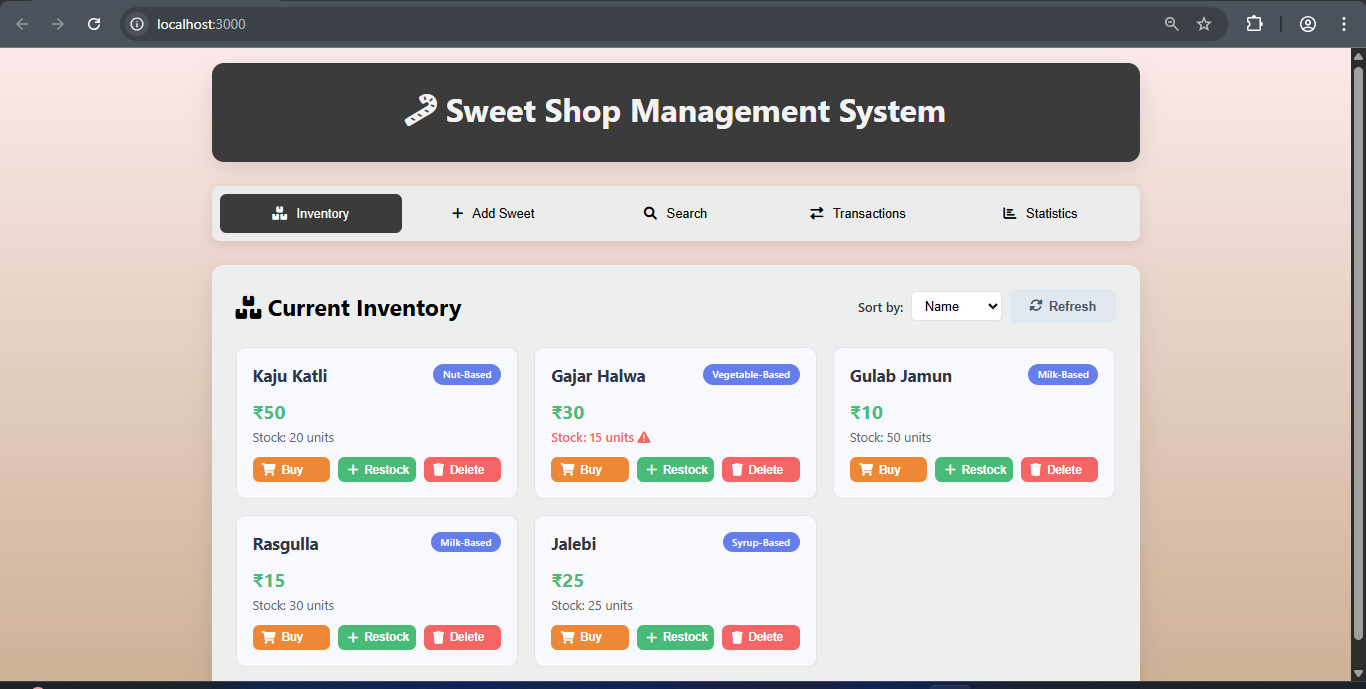 localhost:3000
Sweet Shop Management System
Inventory
Add Sweet
Search
Transactions
Statistics
Current Inventory
Sort by:
Name
Refresh
Kaju Katli
Nut-Based
₹50
Stock: 20 units
Buy
Restock
Delete
Gajar Halwa
Vegetable-Based
₹30
Stock: 15 units
Buy
Restock
Delete
Gulab Jamun
Milk-Based
₹10
Stock: 50 units
Buy
Restock
Delete
Rasgulla
Milk-Based
₹15
Stock: 30 units
Buy
Restock
Delete
Jalebi
Syrup-Based
₹25
Stock: 25 units
Buy
Restock
Delete